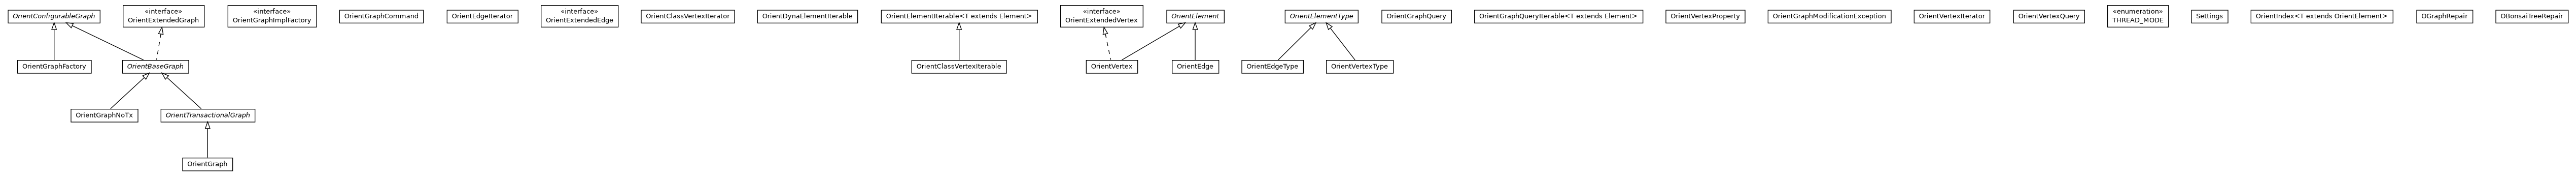 OrientConfigurableGraph
«interface»
OrientExtendedGraph
«interface»
OrientGraphImplFactory
OrientGraphCommand
OrientEdgeIterator
«interface»
OrientExtendedEdge
OrientClassVertexIterator
OrientDynaElementIterable
OrientElementIterable<T extends Element>
«interface»
OrientExtendedVertex
OrientElement
OrientElementType
OrientGraphQuery
OrientGraphQueryIterable<T extends Element>
OrientVertexProperty
OrientGraphModificationException
OrientVertexIterator
OrientVertexQuery
«enumeration»
THREAD_MODE
Settings
OrientIndex<T extends OrientElement>
OGraphRepair
OBonsaiTreeRepair
OrientGraphFactory
OrientBaseGraph
OrientClassVertexIterable
OrientVertex
OrientEdge
OrientEdgeType
OrientVertexType
OrientGraphNoTx
OrientTransactionalGraph
OrientGraph